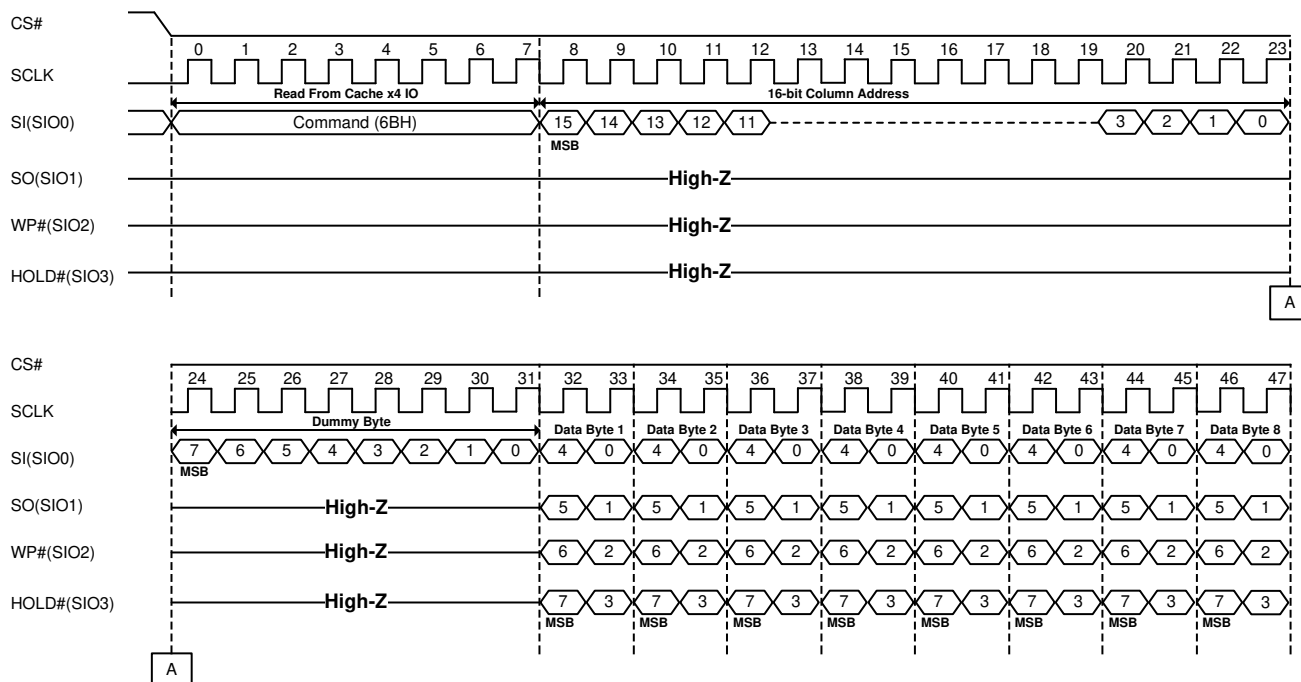 CS#
0 1 2 3 4 5 6 7 8 9 10 11 12 13 14 15 16 17 18 19 20 21 22 23
SCLK
Read From Cache x4 IO 16-bit Column Address
SI(SIO0) Command (6BH) 15 14 13 12 11 3 2 1 0
MSB
SO(SIO1) High-Z
WP#(SIO2) High-Z
HOLD#(SIO3) High-Z
A
CS#
24 25 26 27 28 29 30 31 32 33 34 35 36 37 38 39 40 41 42 43 44 45 46 47
SCLK
Dummy Byte Data Byte 1 Data Byte 2 Data Byte 3 Data Byte 4 Data Byte 5 Data Byte 6 Data Byte 7 Data Byte 8
SI(SIO0) 7 6 5 4 3 2 1 0 4 0 4 0 4 0 4 0 4 0 4 0 4 0 4 0
MSB
SO(SIO1) High-Z 5 1 5 1 5 1 5 1 5 1 5 1 5 1 5 1
WP#(SIO2) High-Z 6 2 6 2 6 2 6 2 6 2 6 2 6 2 6 2
HOLD#(SIO3) High-Z 7 3 7 3 7 3 7 3 7 3 7 3 7 3 7 3
MSB MSB MSB MSB MSB MSB MSB MSB
A